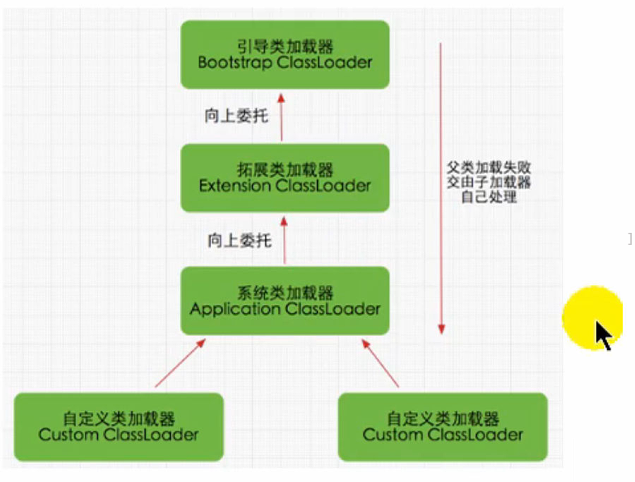 引导类加载器
Bootstrap ClassLoader
向上委托
拓展类加载器
Extension ClassLoader
父类加载失败
交由子加载器
自己处理
向上委托
系统类加载器
Application ClassLoader
自定义类加载器
Custom ClassLoader
自定义类加载器
Custom ClassLoader